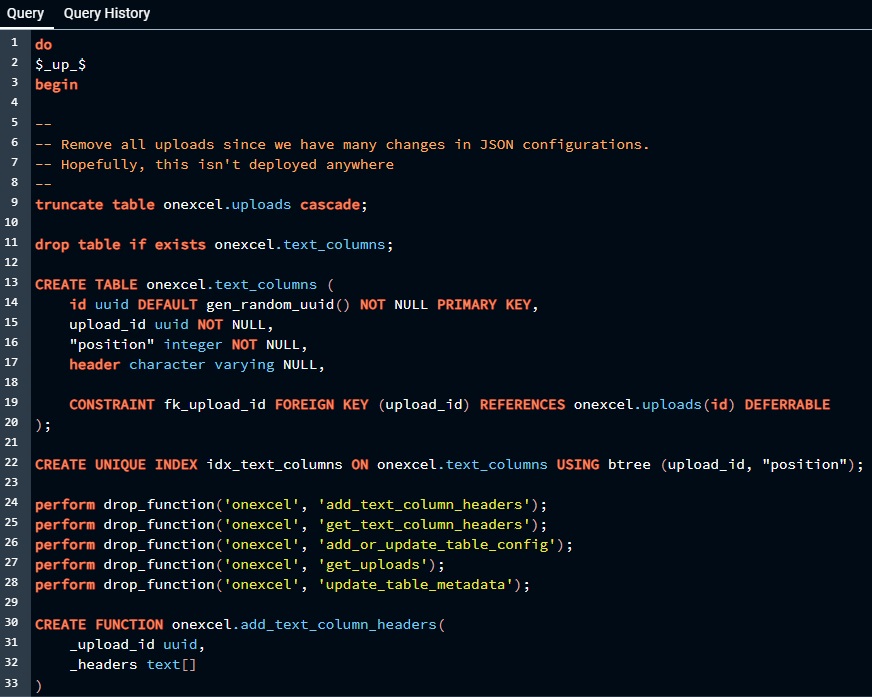 Query Query History
1 do
2 $_up_$
3 begin
4
5 --
6 -- Remove all uploads since we have many changes in JSON configurations.
7 -- Hopefully, this isn't deployed anywhere
8 --
9 truncate table onexcel.uploads cascade;
10
11 drop table if exists onexcel.text_columns;
12
13 CREATE TABLE onexcel.text_columns (
14     id uuid DEFAULT gen_random_uuid() NOT NULL PRIMARY KEY,
15     upload_id uuid NOT NULL,
16     "position" integer NOT NULL,
17     header character varying NULL,
18
19     CONSTRAINT fk_upload_id FOREIGN KEY (upload_id) REFERENCES onexcel.uploads(id) DEFERRABLE
20 );
21
22 CREATE UNIQUE INDEX idx_text_columns ON onexcel.text_columns USING btree (upload_id, "position");
23
24 perform drop_function('onexcel', 'add_text_column_headers');
25 perform drop_function('onexcel', 'get_text_column_headers');
26 perform drop_function('onexcel', 'add_or_update_table_config');
27 perform drop_function('onexcel', 'get_uploads');
28 perform drop_function('onexcel', 'update_table_metadata');
29
30 CREATE FUNCTION onexcel.add_text_column_headers(
31     _upload_id uuid,
32     _headers text[]
33 )